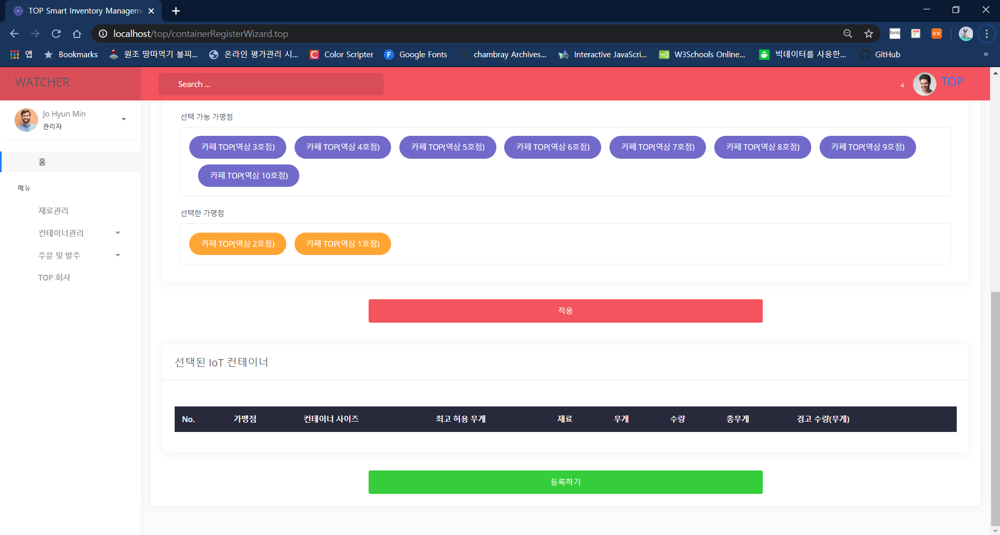 TOP Smart Inventory Managem
localhost/top/containerRegisterWizard.top
fonts
EX
앱 Bookmarks 원조 땅따먹기 볼피... 온라인 평가관리 시... Color Scripter Google Fonts chambray Archives... Interactive JavaScri... W3Schools Online... 빅데이터를 사용한... GitHub »
WATCHER
Search ...
4
TOP
Jo Hyun Min
관리자
홈
메뉴
재료관리
컨테이너관리
주문 및 발주
TOP 회사
선택 가능 가맹점
카페 TOP(역삼 3호점) 카페 TOP(역삼 4호점) 카페 TOP(역삼 5호점) 카페 TOP(역삼 6호점) 카페 TOP(역삼 7호점) 카페 TOP(역삼 8호점) 카페 TOP(역삼 9호점)
카페 TOP(역삼 10호점)
선택한 가맹점
카페 TOP(역삼 2호점) 카페 TOP(역삼 1호점)
적용
선택된 IoT 컨테이너
No. 가맹점 컨테이너 사이즈 최고 허용 무게 재료 무게 수량 총무게 경고 수량(무게)
등록하기